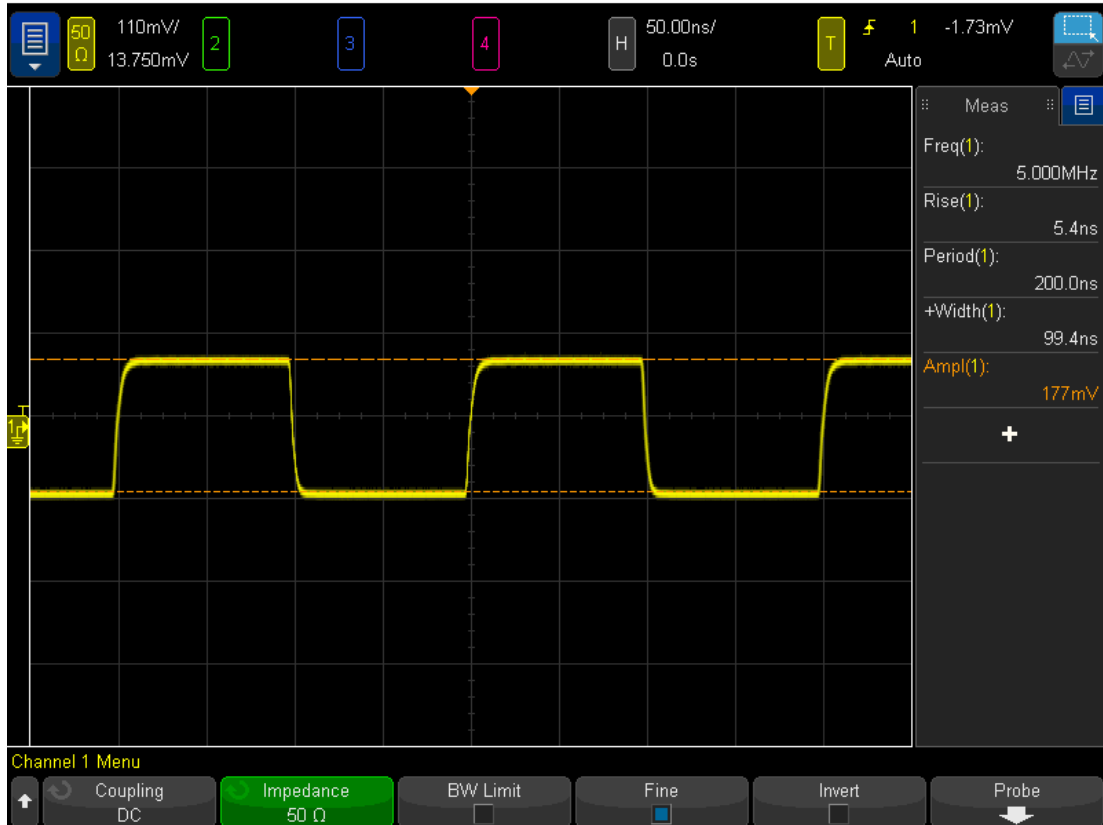 50 Ω 110mV/ 13.750mV 2 3 4 H 50.00ns/ 0.0s T 1 -1.73mV Auto
Meas
Freq(1):
5.000MHz
Rise(1):
5.4ns
Period(1):
200.0ns
+Width(1):
99.4ns
Ampl(1):
177mV
T
1
Channel 1 Menu
Coupling
DC
Impedance
50 Ω
BW Limit
Fine
Invert
Probe